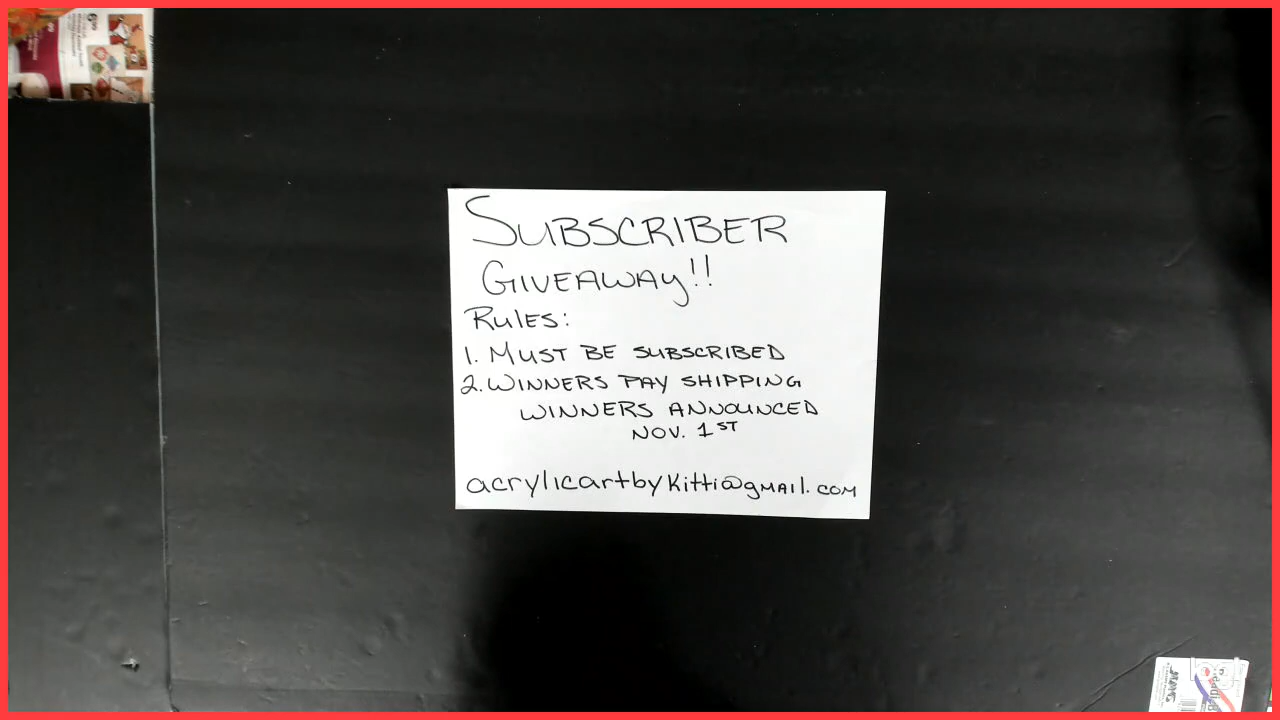 SUBSCRIBER
GIVEAWAY!!
RULES:
1. MUST BE SUBSCRIBED
2. WINNERS PAY SHIPPING
WINNERS ANNOUNCED
NOV. 1ST
acrylicartbykitti@gmail.com